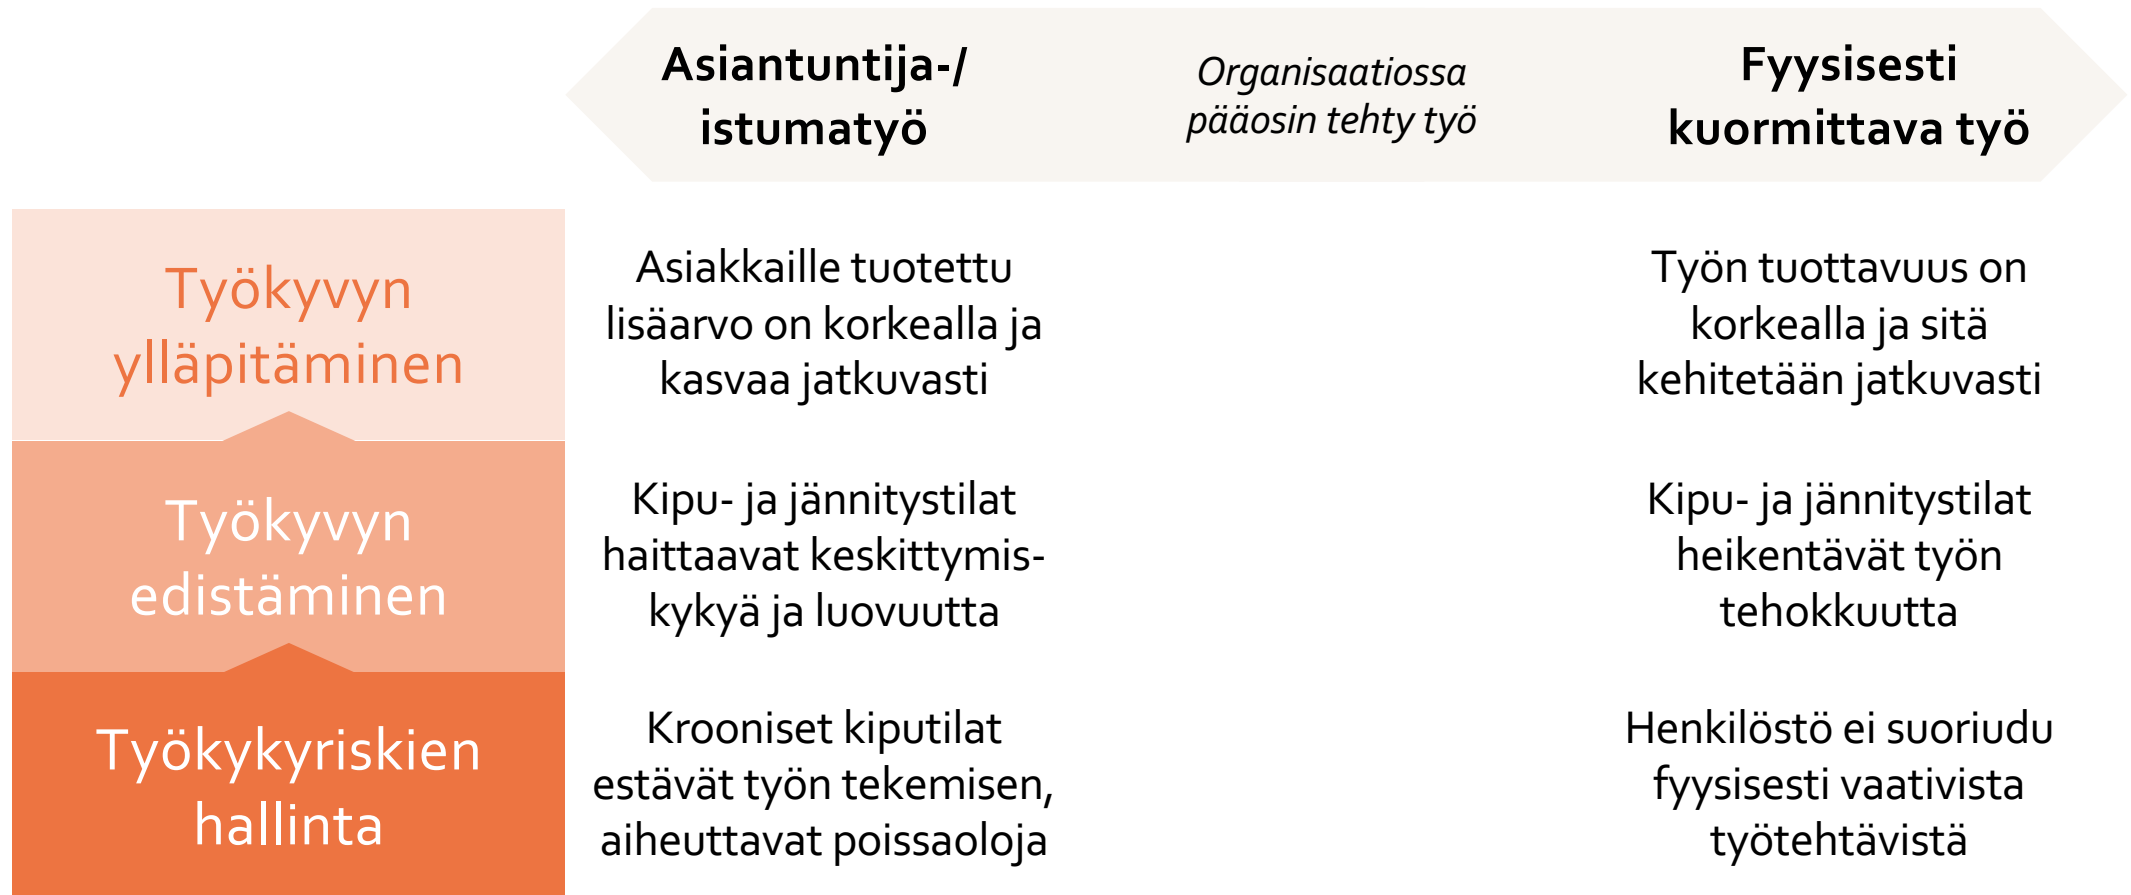 Asiantuntija-/
istumatyö
Organisaatiossa
pääosin tehty työ
Fyysisesti
kuormittava työ
Työkyvyn
ylläpitäminen
Asiakkaille tuotettu
lisäarvo on korkealla ja
kasvaa jatkuvasti
Työn tuottavuus on
korkealla ja sitä
kehitetään jatkuvasti
Työkyvyn
edistäminen
Kipu- ja jännitystilat
haittaavat keskittymis-
kykyä ja luovuutta
Kipu- ja jännitystilat
heikentävät työn
tehokkuutta
Työkykyriskien
hallinta
Krooniset kiputilat
estävät työn tekemisen,
aiheuttavat poissaoloja
Henkilöstö ei suoriudu
fyysisesti vaativista
työtehtävistä